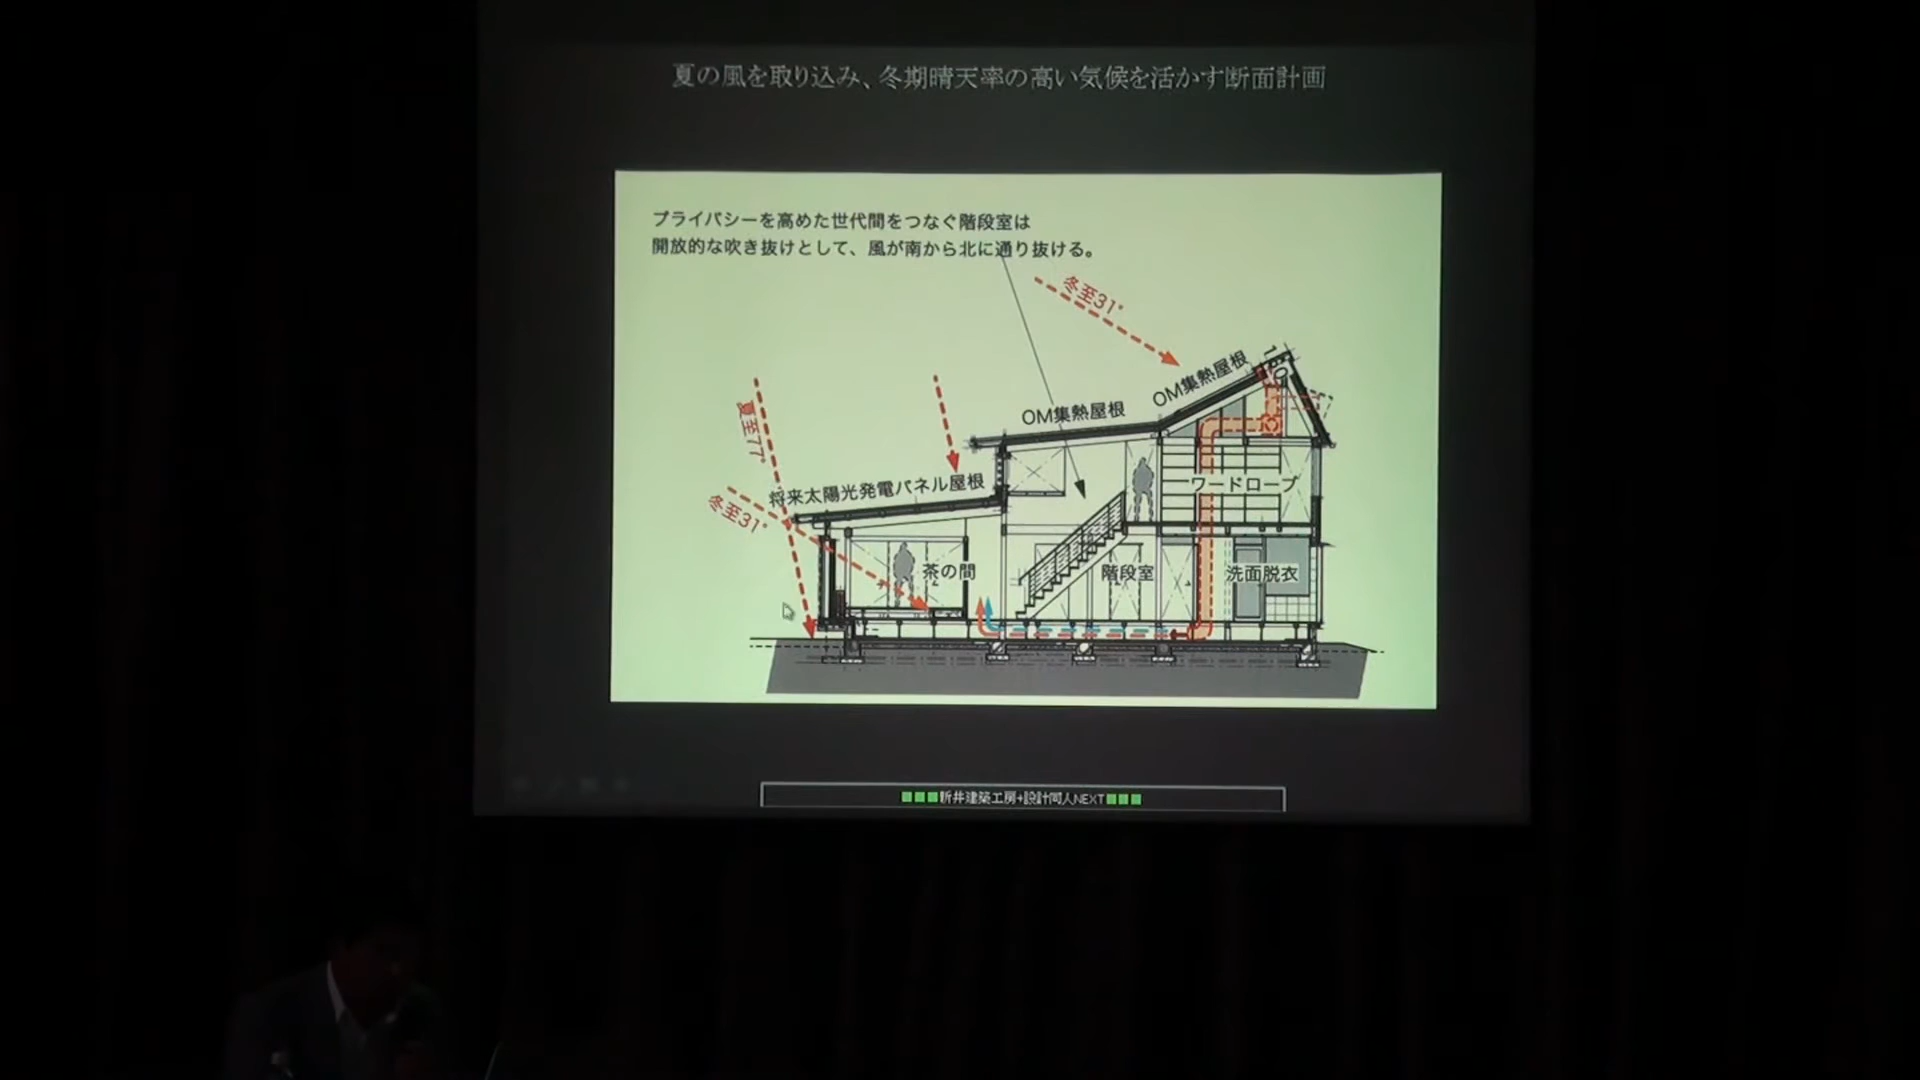 夏の風を取り込み、冬期晴天率の高い気候を活かす断面計画
プライバシーを高めた世代間をつなぐ階段室は
開放的な吹き抜けとして、風が南から北に通り抜ける。
冬至31°
OM集熱屋根
OM集熱屋根
夏至77°
将来太陽光発電パネル屋根
冬至31°
ワードローブ
茶の間
階段室
洗面脱衣
新井建築工房+設計同人NEXT